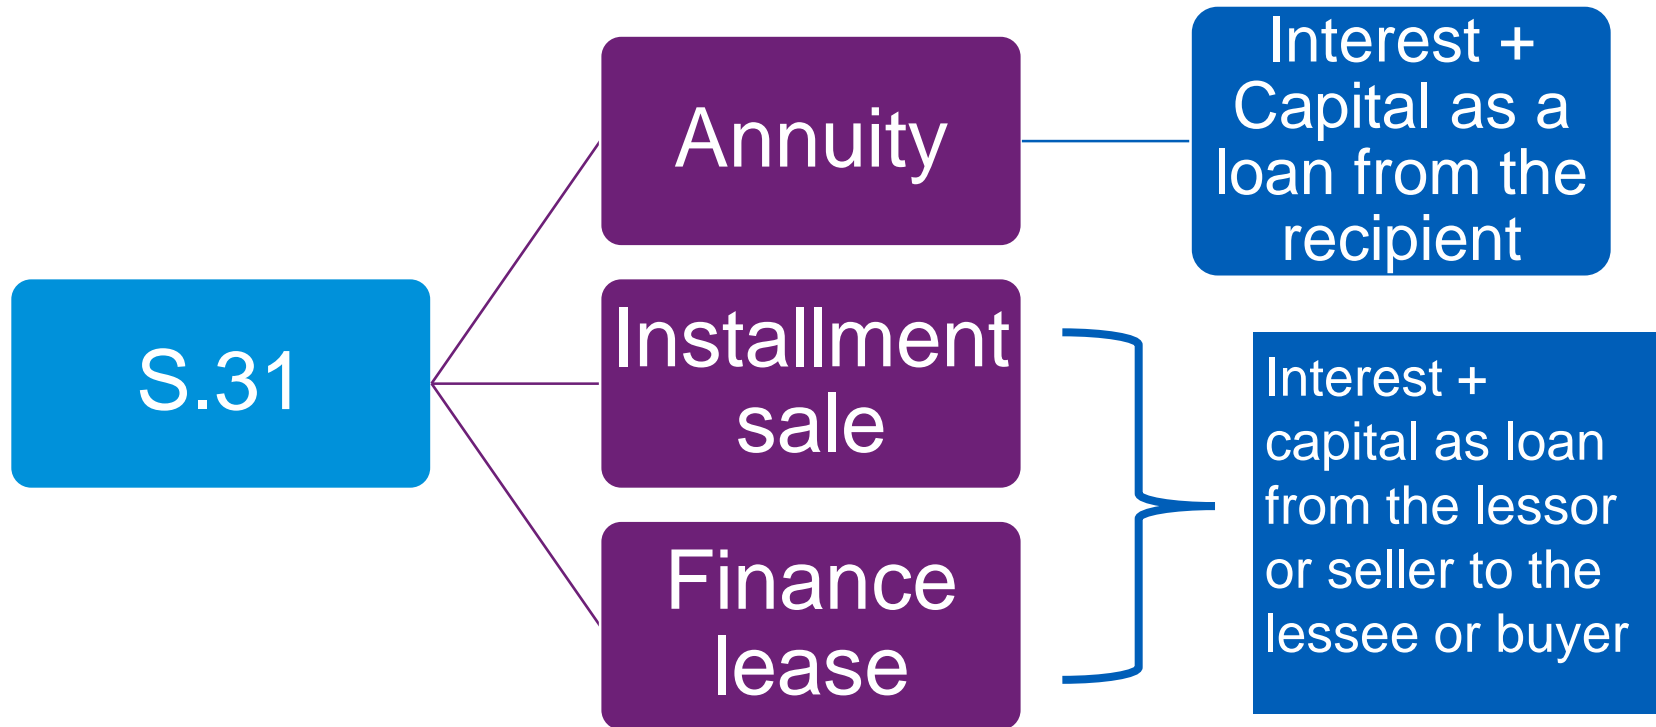 S.31
Annuity
Interest +
Capital as a
loan from the
recipient
Installment
sale
Finance
lease
Interest +
capital as loan
from the lessor
or seller to the
lessee or buyer